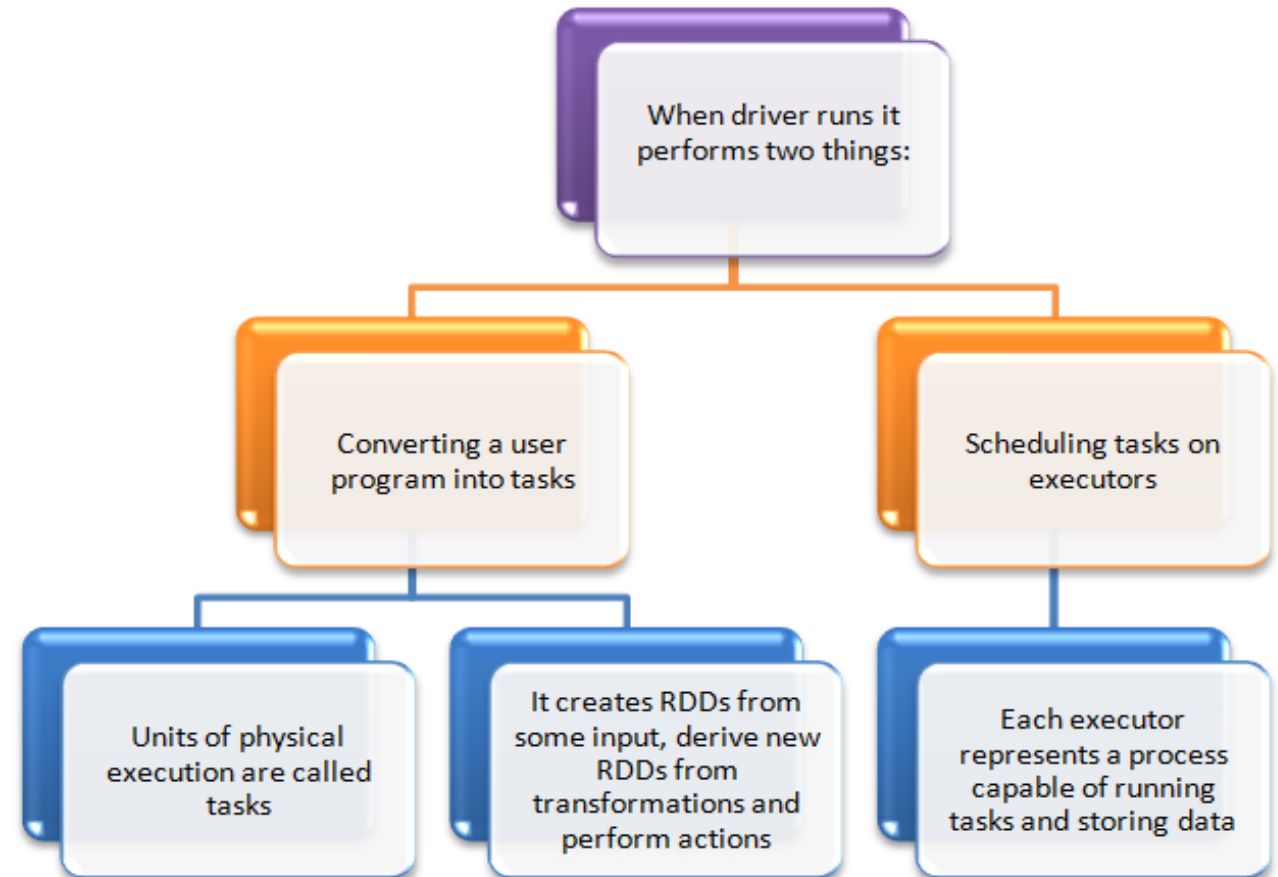 When driver runs it
performs two things:
Converting a user
program into tasks
Scheduling tasks on
executors
Units of physical
execution are called
tasks
It creates RDDs from
some input, derive new
RDDs from
transformations and
perform actions
Each executor
represents a process
capable of running
tasks and storing data